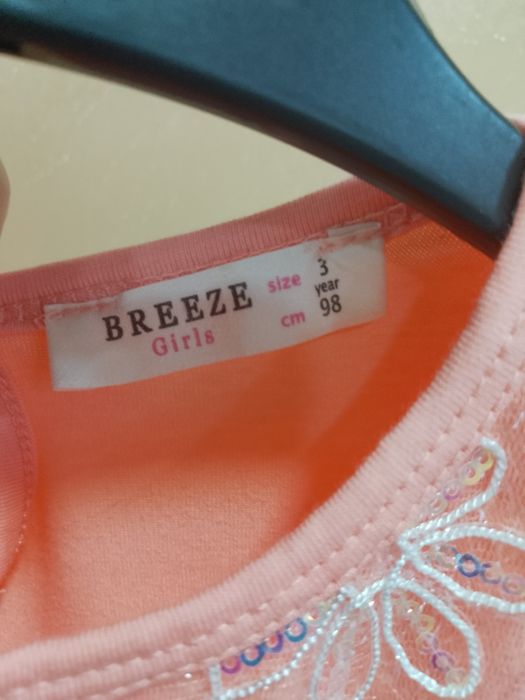 BREEZE
Girls
size 3 year
cm 98